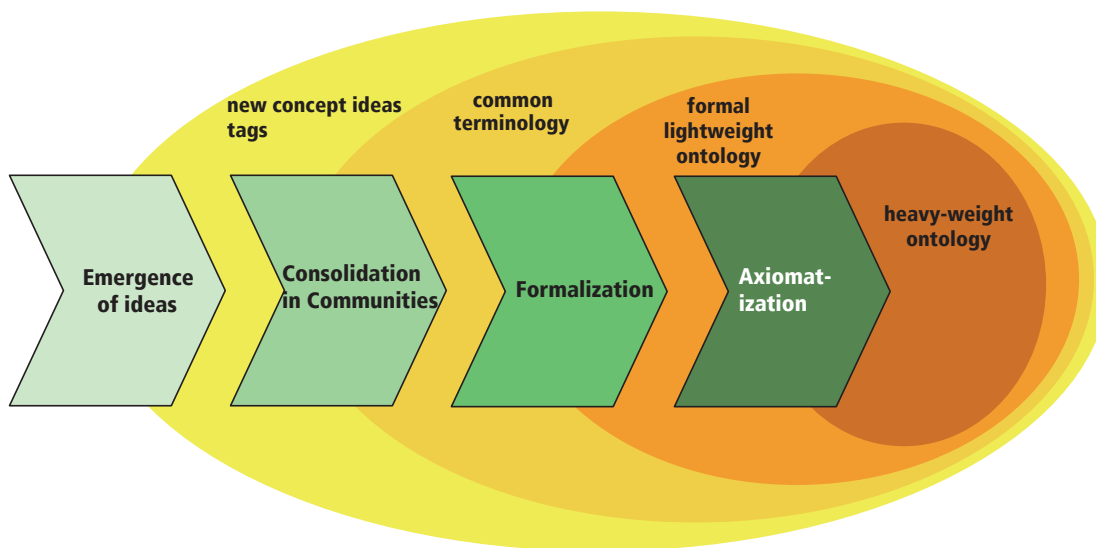 new concept ideas
tags
common
terminology
formal
lightweight
ontology
heavy-weight
ontology
Emergence
of ideas
Consolidation
in Communities
Formalization
Axiomat-
ization